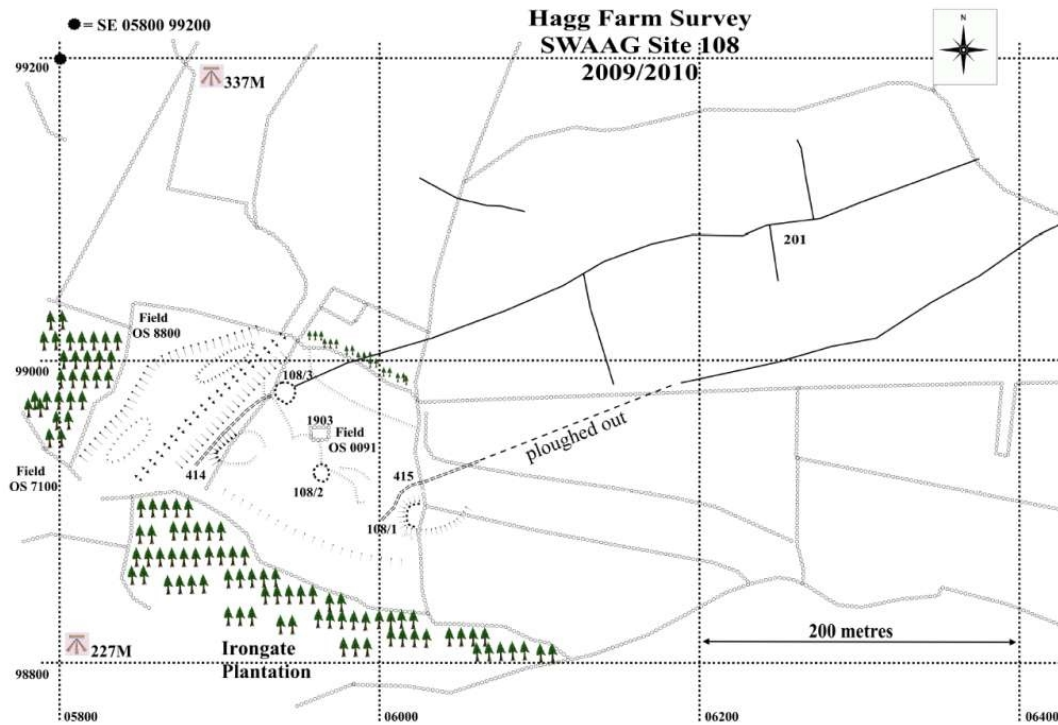 = SE 05800 99200
Hagg Farm Survey
SWAAG Site 108
2009/2010
N
99200
337M
201
Field
OS 8800
99000
108/3
1903
Field
OS 0091
ploughed out
414
415
Field
OS 7100
108/2
108/1
200 metres
227M
Irongate
Plantation
98800
05800
06000
06200
06400